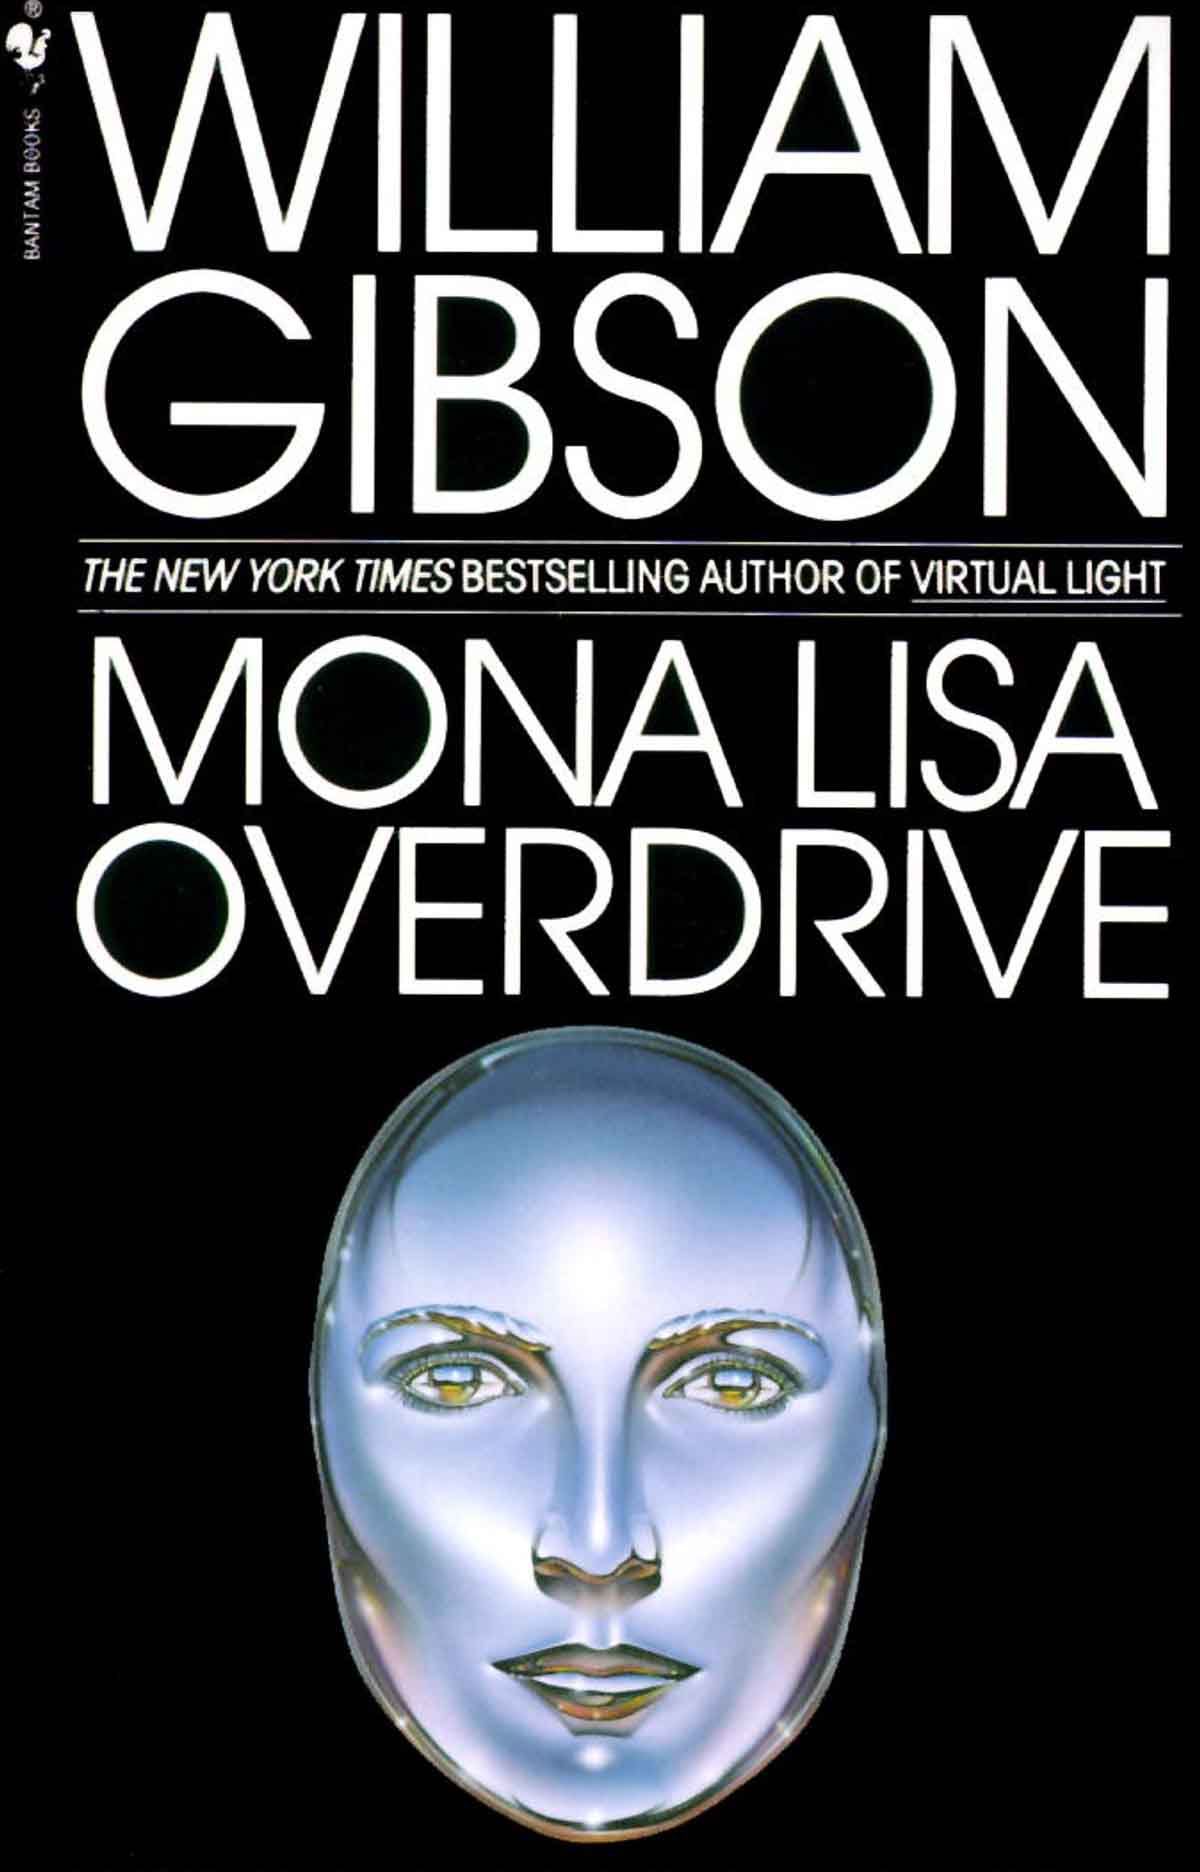 ®
BANTAM BOOKS
WILLIAM
GIBSON
THE NEW YORK TIMES BESTSELLING AUTHOR OF VIRTUAL LIGHT
MONA LISA
OVERDRIVE